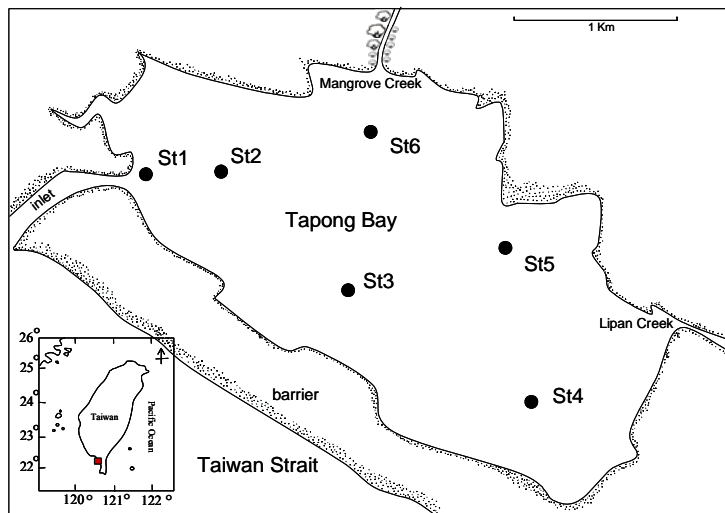 1 Km
Mangrove Creek
St6
St1
St2
inlet
Tapong Bay
St5
St3
Lipan Creek
barrier
St4
Taiwan Strait
26°
25
24
23
22
Taiwan
Pacific Ocean
120° 121° 122°